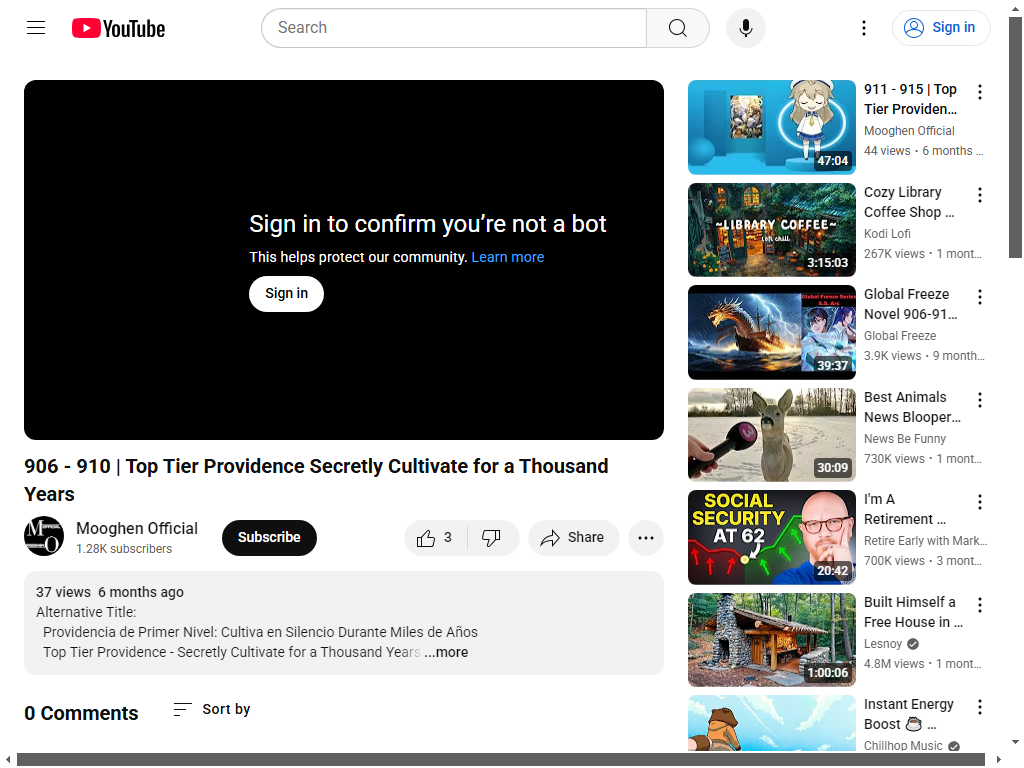 YouTube
Search
Sign in
Sign in to confirm you’re not a bot
This helps protect our community. Learn more
Sign in
906 - 910 | Top Tier Providence Secretly Cultivate for a Thousand
Years
Mooghen Official
1.28K subscribers
Subscribe
3
Share
37 views 6 months ago
Alternative Title:
Providencia de Primer Nivel: Cultiva en Silencio Durante Miles de Años
Top Tier Providence - Secretly Cultivate for a Thousand Years ...more
0 Comments
Sort by
47:04
911 - 915 | Top
Tier Providen...
Mooghen Official
44 views • 6 months ...
~LIBRARY COFFEE~
lofi chill
3:15:03
Cozy Library
Coffee Shop ...
Kodi Lofi
267K views • 1 mont...
Global Freeze Series
S.S. Arc
39:37
Global Freeze
Novel 906-91...
Global Freeze
3.9K views • 9 month...
30:09
Best Animals
News Blooper...
News Be Funny
730K views • 1 mont...
SOCIAL
SECURITY
AT 62
20:42
I'm A
Retirement ...
Retire Early with Mark...
700K views • 3 mont...
1:00:06
Built Himself a
Free House in ...
Lesnoy
4.8M views • 1 mont...
Instant Energy
Boost ☕ ...
Chillhop Music